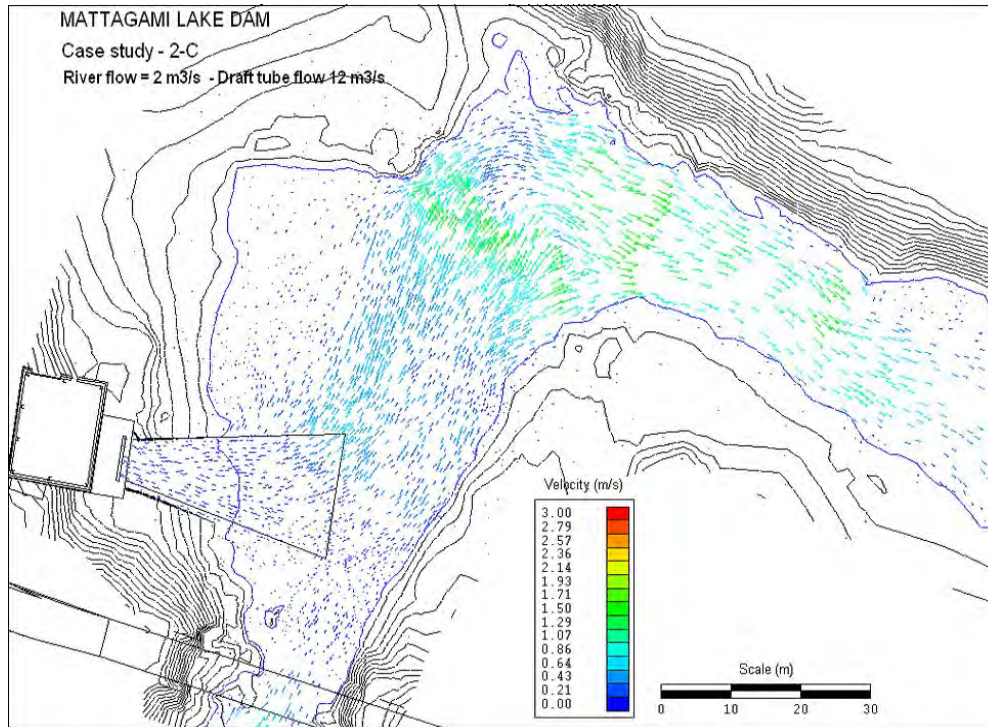 MATTAGAMI LAKE DAM
Case study - 2-C
River flow = 2 m3/s - Draft tube flow 12 m3/s
Velocity (m/s)
3.00
2.79
2.57
2.36
2.14
1.93
1.71
1.50
1.29
1.07
0.86
0.64
0.43
0.21
0.00
Scale (m)
0 10 20 30